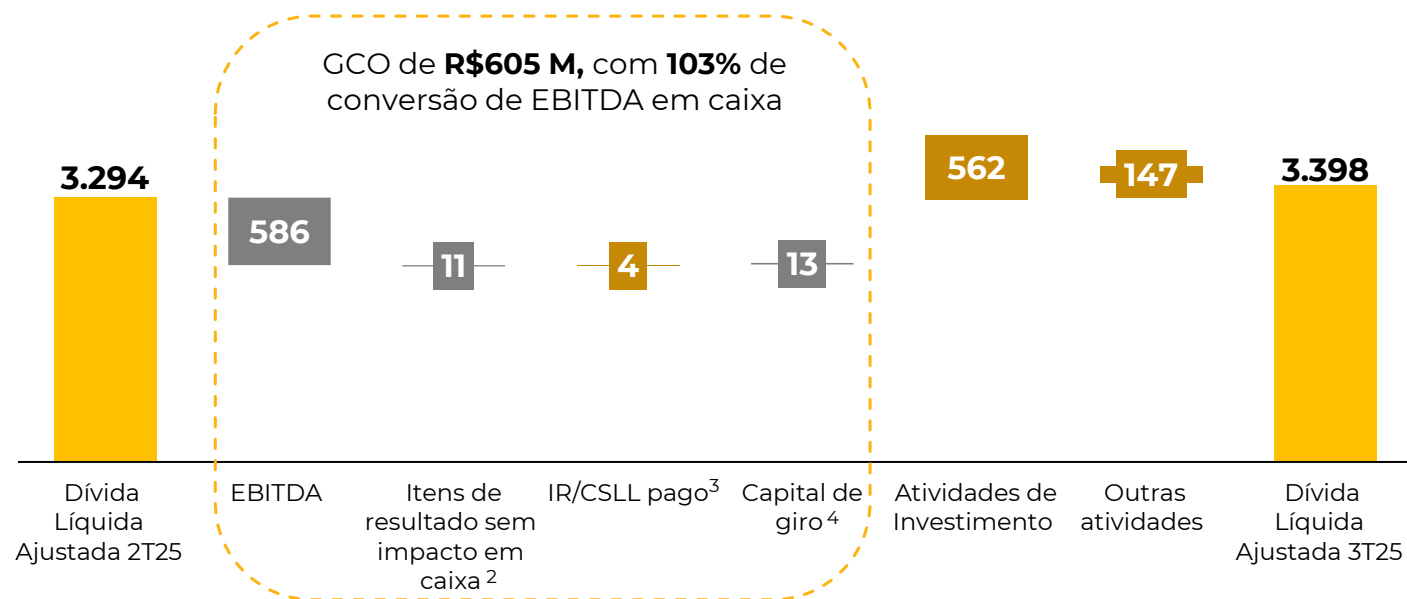 GCO de R$605 M, com 103% de
conversão de EBITDA em caixa
3.294
586
11
4
13
562
147
3.398
Dívida
Líquida
Ajustada 2T25
EBITDA
Itens de
resultado sem
impacto em
caixa 2
IR/CSLL pago3
Capital de
giro 4
Atividades de
Investimento
Outras
atividades
Dívida
Líquida
Ajustada 3T25